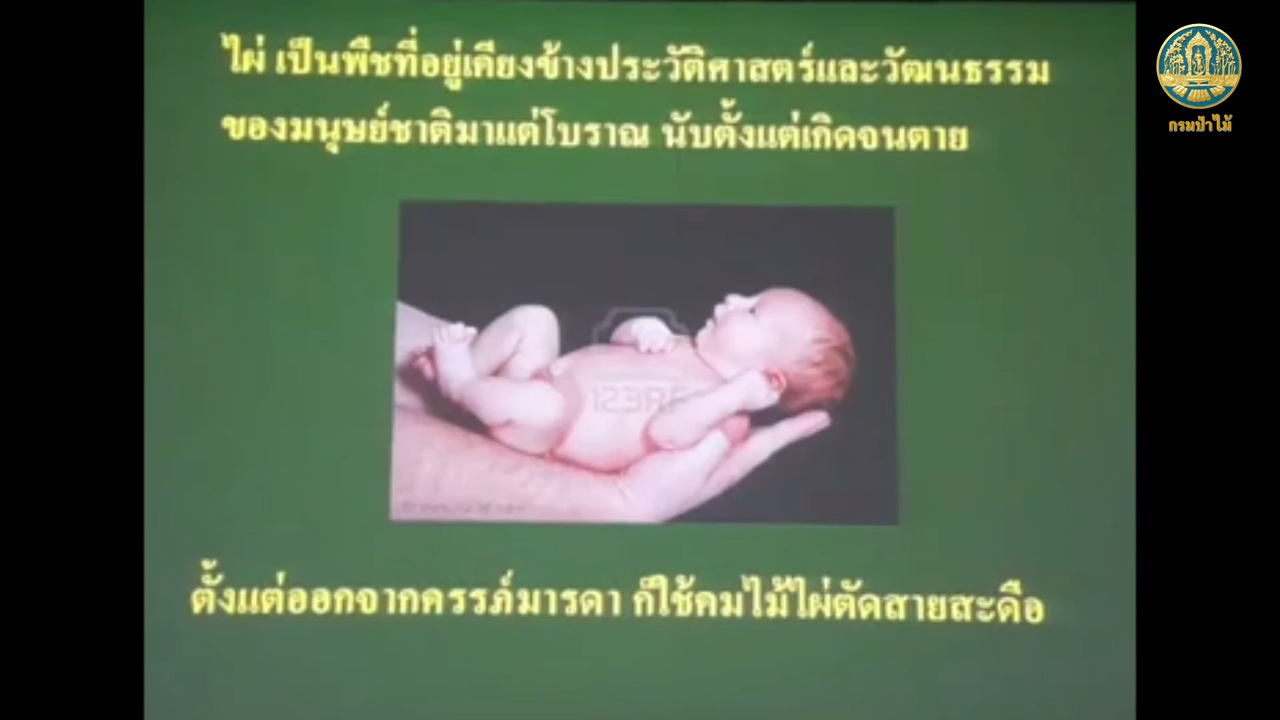 ไผ่ เป็นพืชที่อยู่เคียงข้างประวัติศาสตร์และวัฒนธรรม
ของมนุษย์ชาติมาแต่โบราณ นับตั้งแต่เกิดจนตาย
กรมป่าไม้
123RF
ตั้งแต่ออกจากครรภ์มารดา ก็ใช้คมไม้ไผ่ตัดสายสะดือ